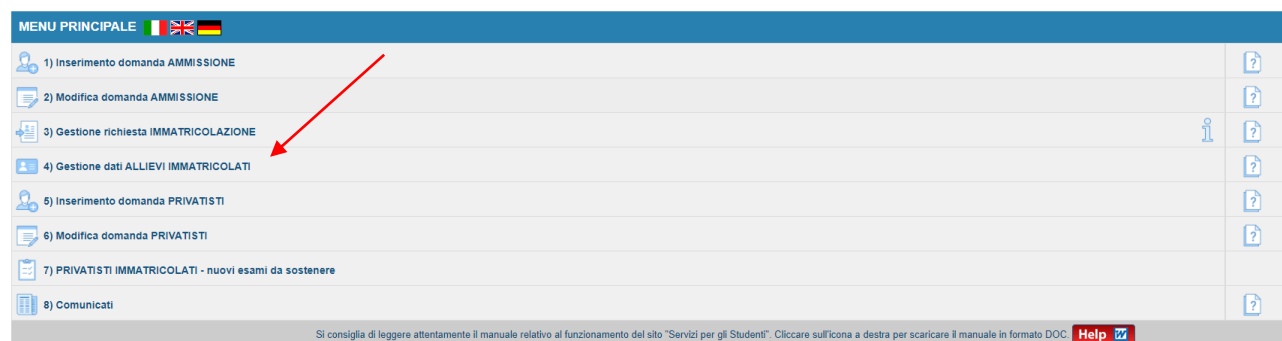 MENU PRINCIPALE
1) Inserimento domanda AMMISSIONE
2) Modifica domanda AMMISSIONE
3) Gestione richiesta IMMATRICOLAZIONE
4) Gestione dati ALLIEVI IMMATRICOLATI
5) Inserimento domanda PRIVATISTI
6) Modifica domanda PRIVATISTI
7) PRIVATISTI IMMATRICOLATI - nuovi esami da sostenere
8) Comunicati
Si consiglia di leggere attentamente il manuale relativo al funzionamento del sito "Servizi per gli Studenti". Cliccare sull'icona a destra per scaricare il manuale in formato DOC. Help W